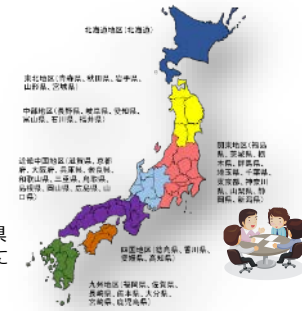 北海道地区(北海道)
東北地区(青森県、秋田県、岩手県、
山形県、宮城県)
中部地区(長野県、岐阜県、愛知県、
富山県、石川県、福井県)
関東地区(福島
県、茨城県、栃
木県、群馬県、
埼玉県、千葉県、
東京都、神奈川
県、山梨県、静
岡県、新潟県)
近畿中国地区(滋賀県、京都
府、大阪府、兵庫県、奈良県、
和歌山県、三重県、鳥取県、
島根県、岡山県、広島県、山
口県)
県
に
四国地区(徳島県、香川県、
愛媛県、高知県)
九州地区(福岡県、佐賀県、
長崎県、熊本県、大分県、
宮崎県、鹿児島県)